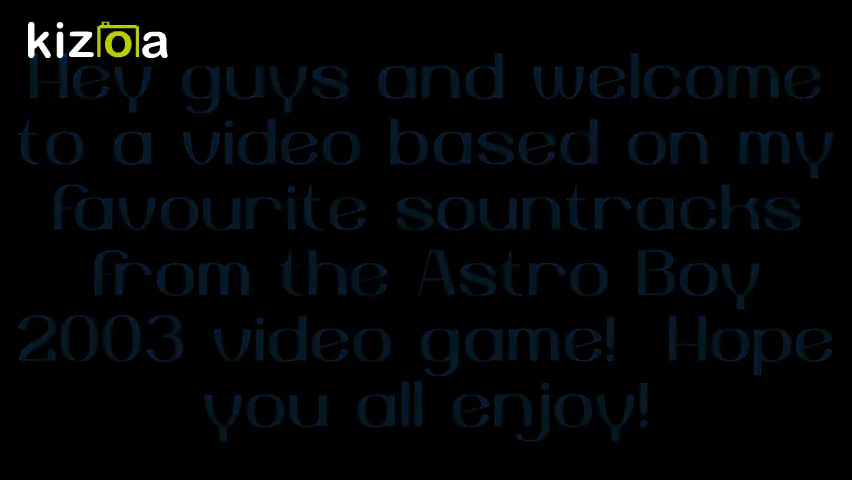 kizoa
Hey guys and welcome
to a video based on my
favourite sountracks
from the Astro Boy
2003 video game! Hope
you all enjoy!